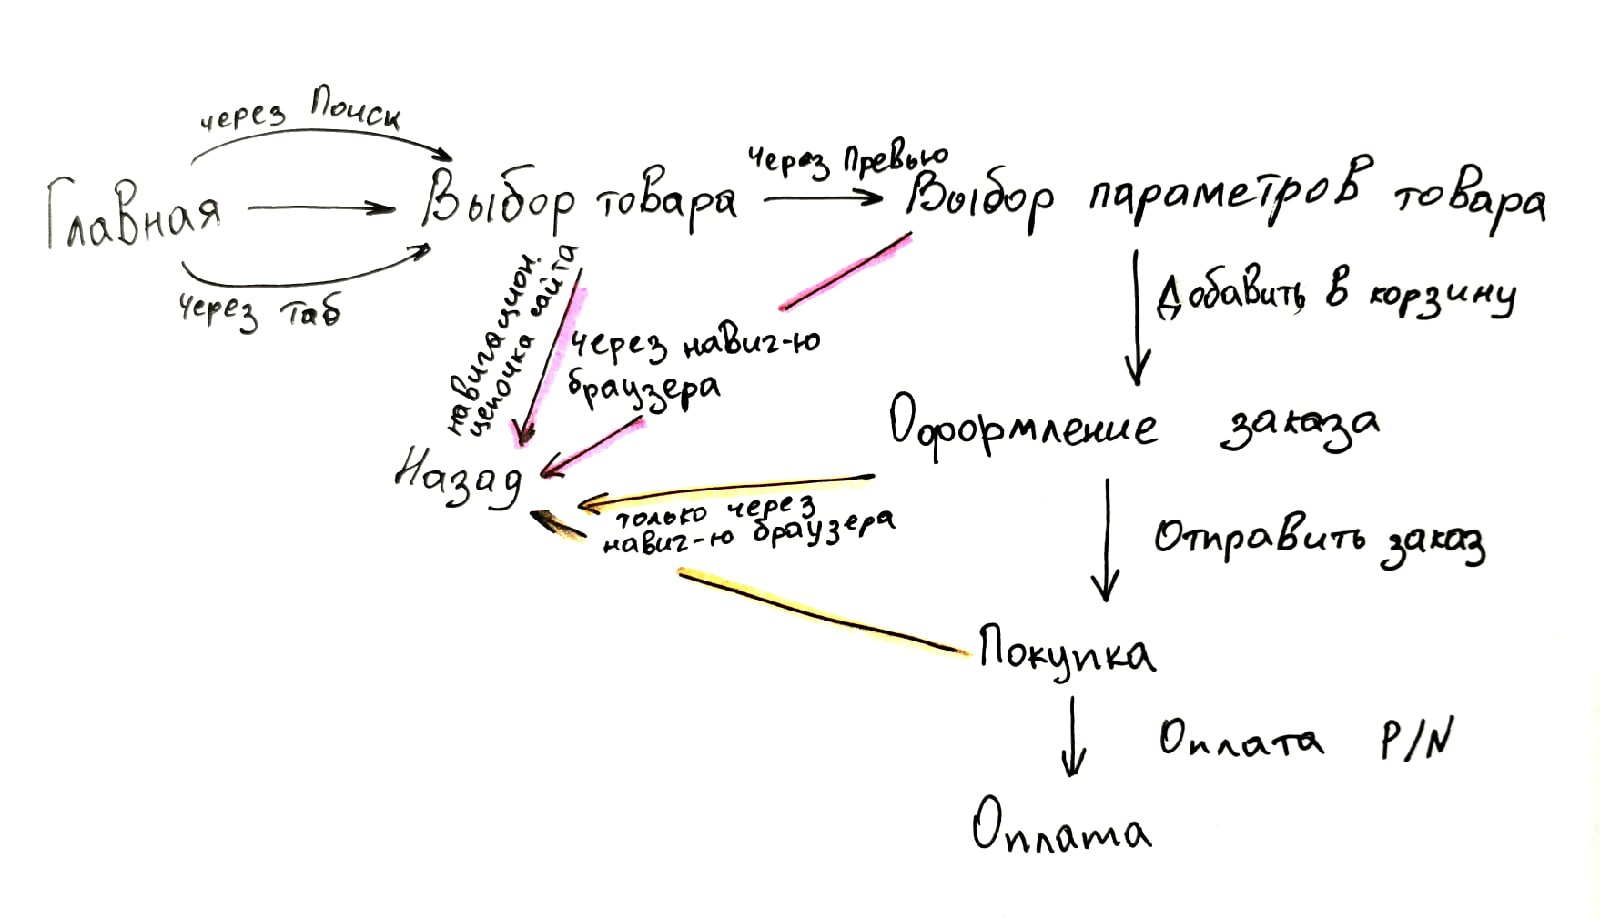 через Поиск
Главная
через таб
Выбор товара
через превью
Выбор параметров товара
навигацион.
цепочка сайта
через навиг-ю
браузера
Добавить в корзину
Назад
Оформление заказа
только через
навиг-ю браузера
Отправить заказ
Покупка
Оплата P/N
Оплата